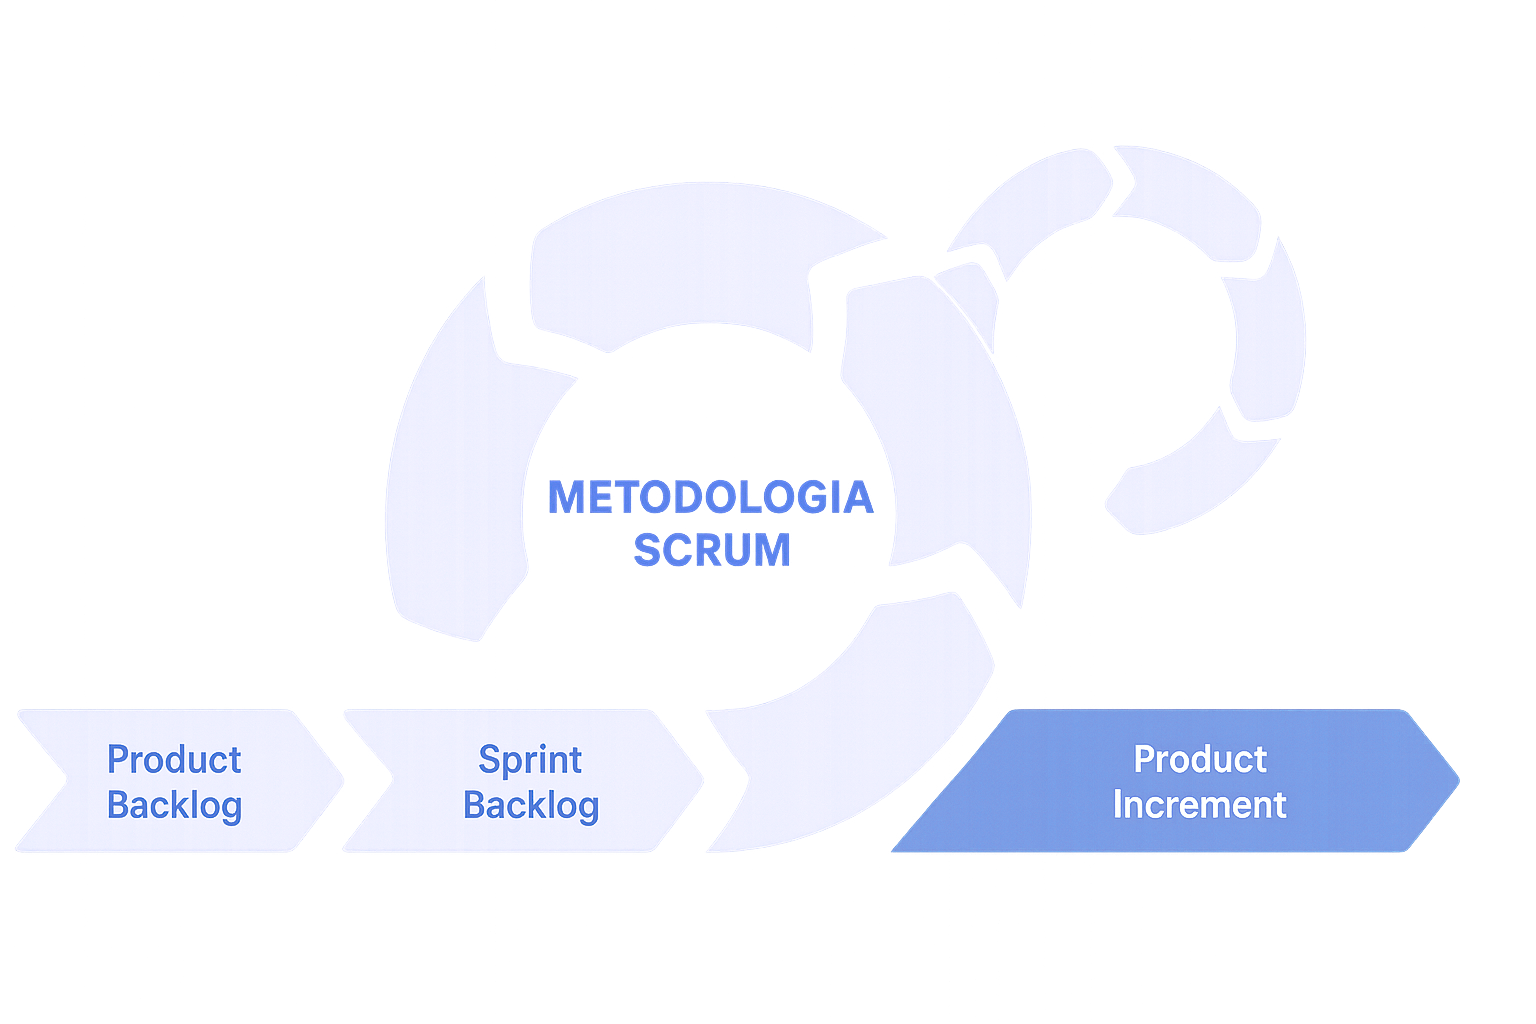 METODOLOGIA
SCRUM
Product
Backlog
Sprint
Backlog
Product
Increment